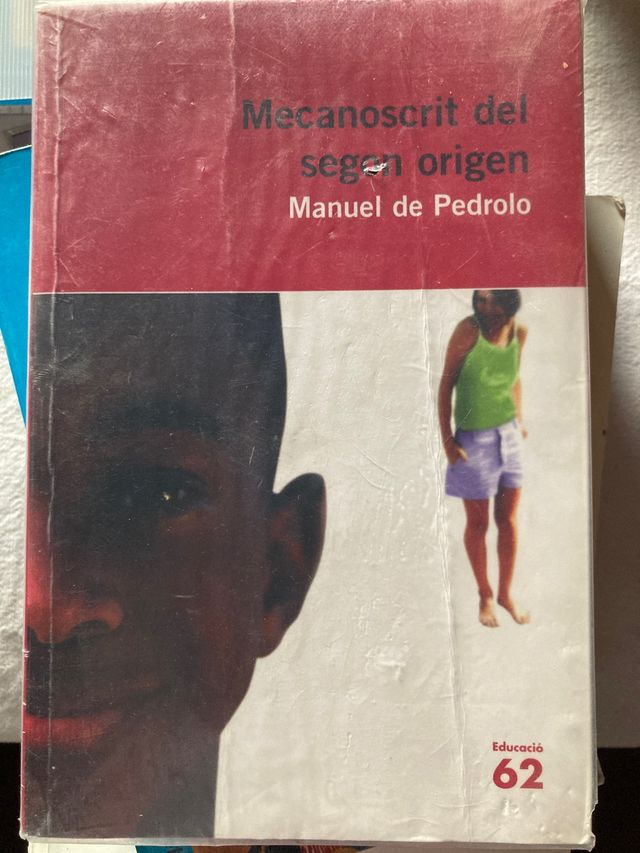 Mecanoscrit del
segon origen
Manuel de Pedrolo
Educació
62